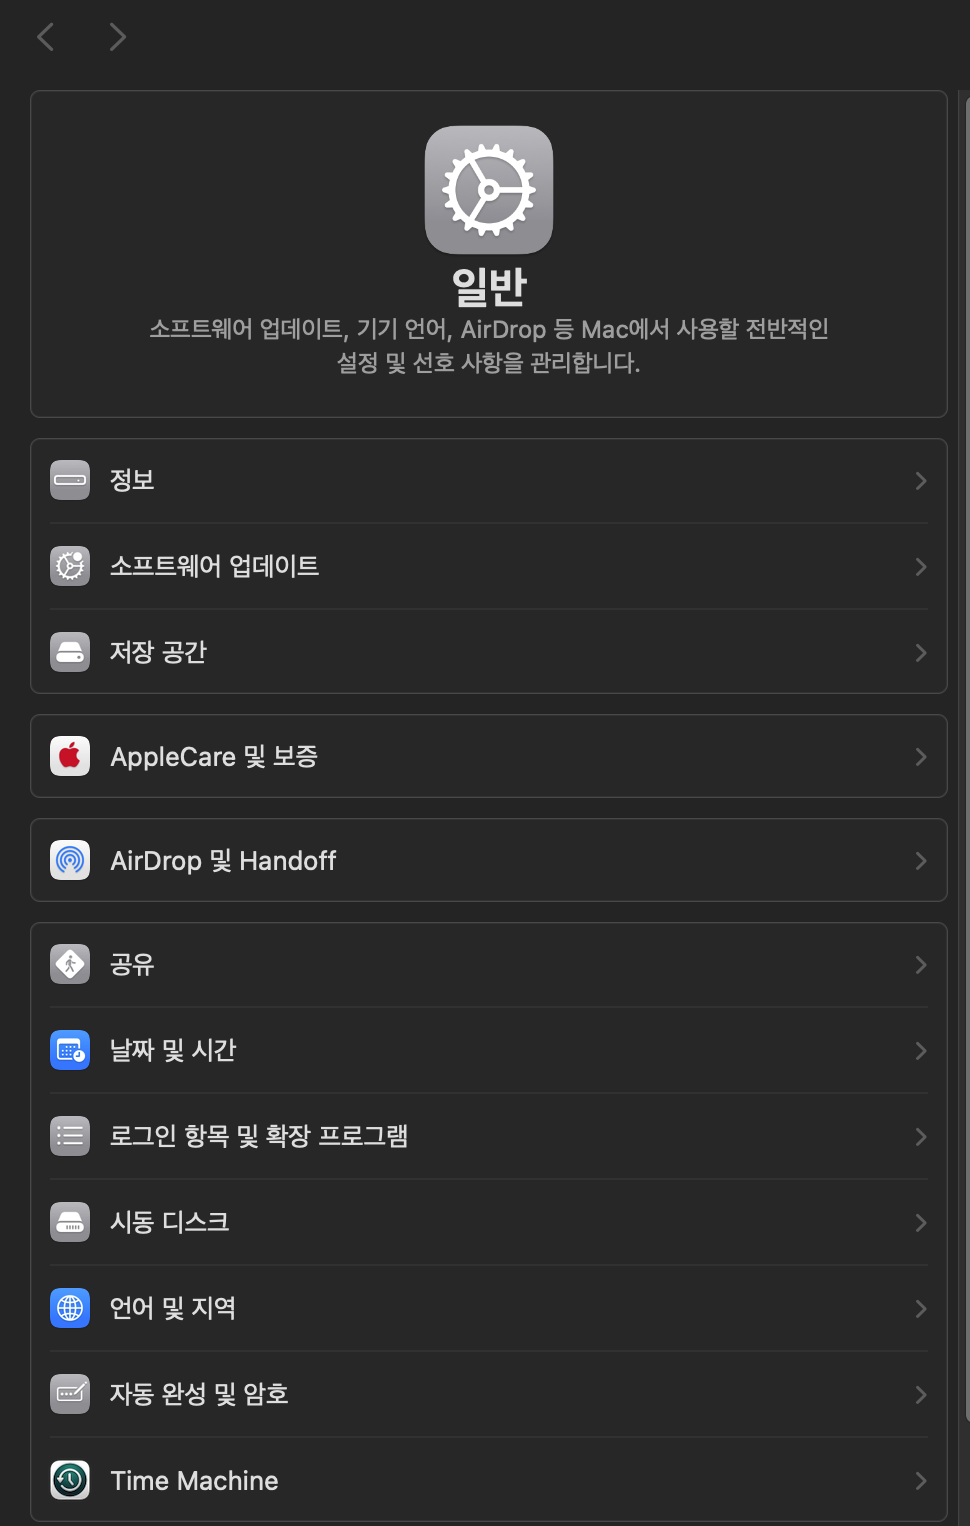 일반
소프트웨어 업데이트, 기기 언어, AirDrop 등 Mac에서 사용할 전반적인
설정 및 선호 사항을 관리합니다.
정보
소프트웨어 업데이트
저장 공간
AppleCare 및 보증
AirDrop 및 Handoff
공유
날짜 및 시간
로그인 항목 및 확장 프로그램
시동 디스크
언어 및 지역
자동 완성 및 암호
Time Machine